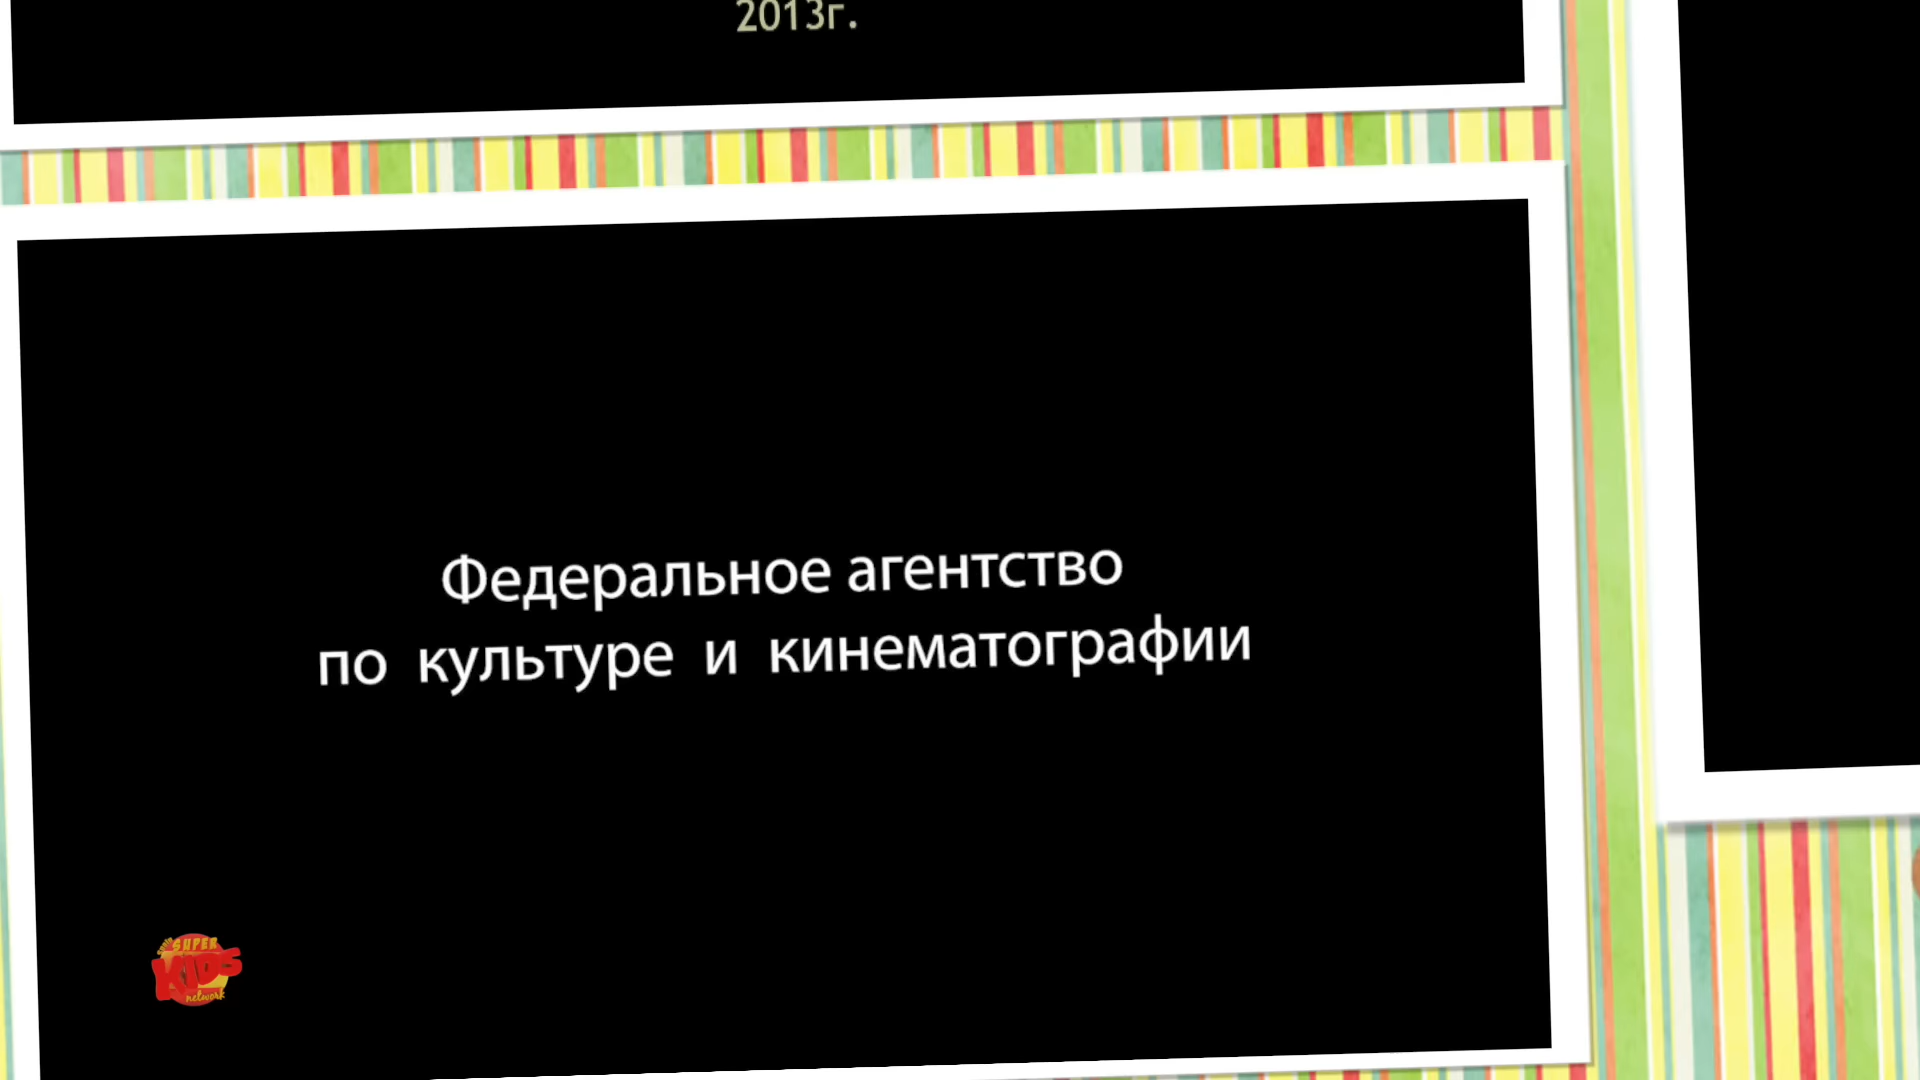 2013г.
Федеральное агентство
по культуре и кинематографии
SUPER
KIDS
network